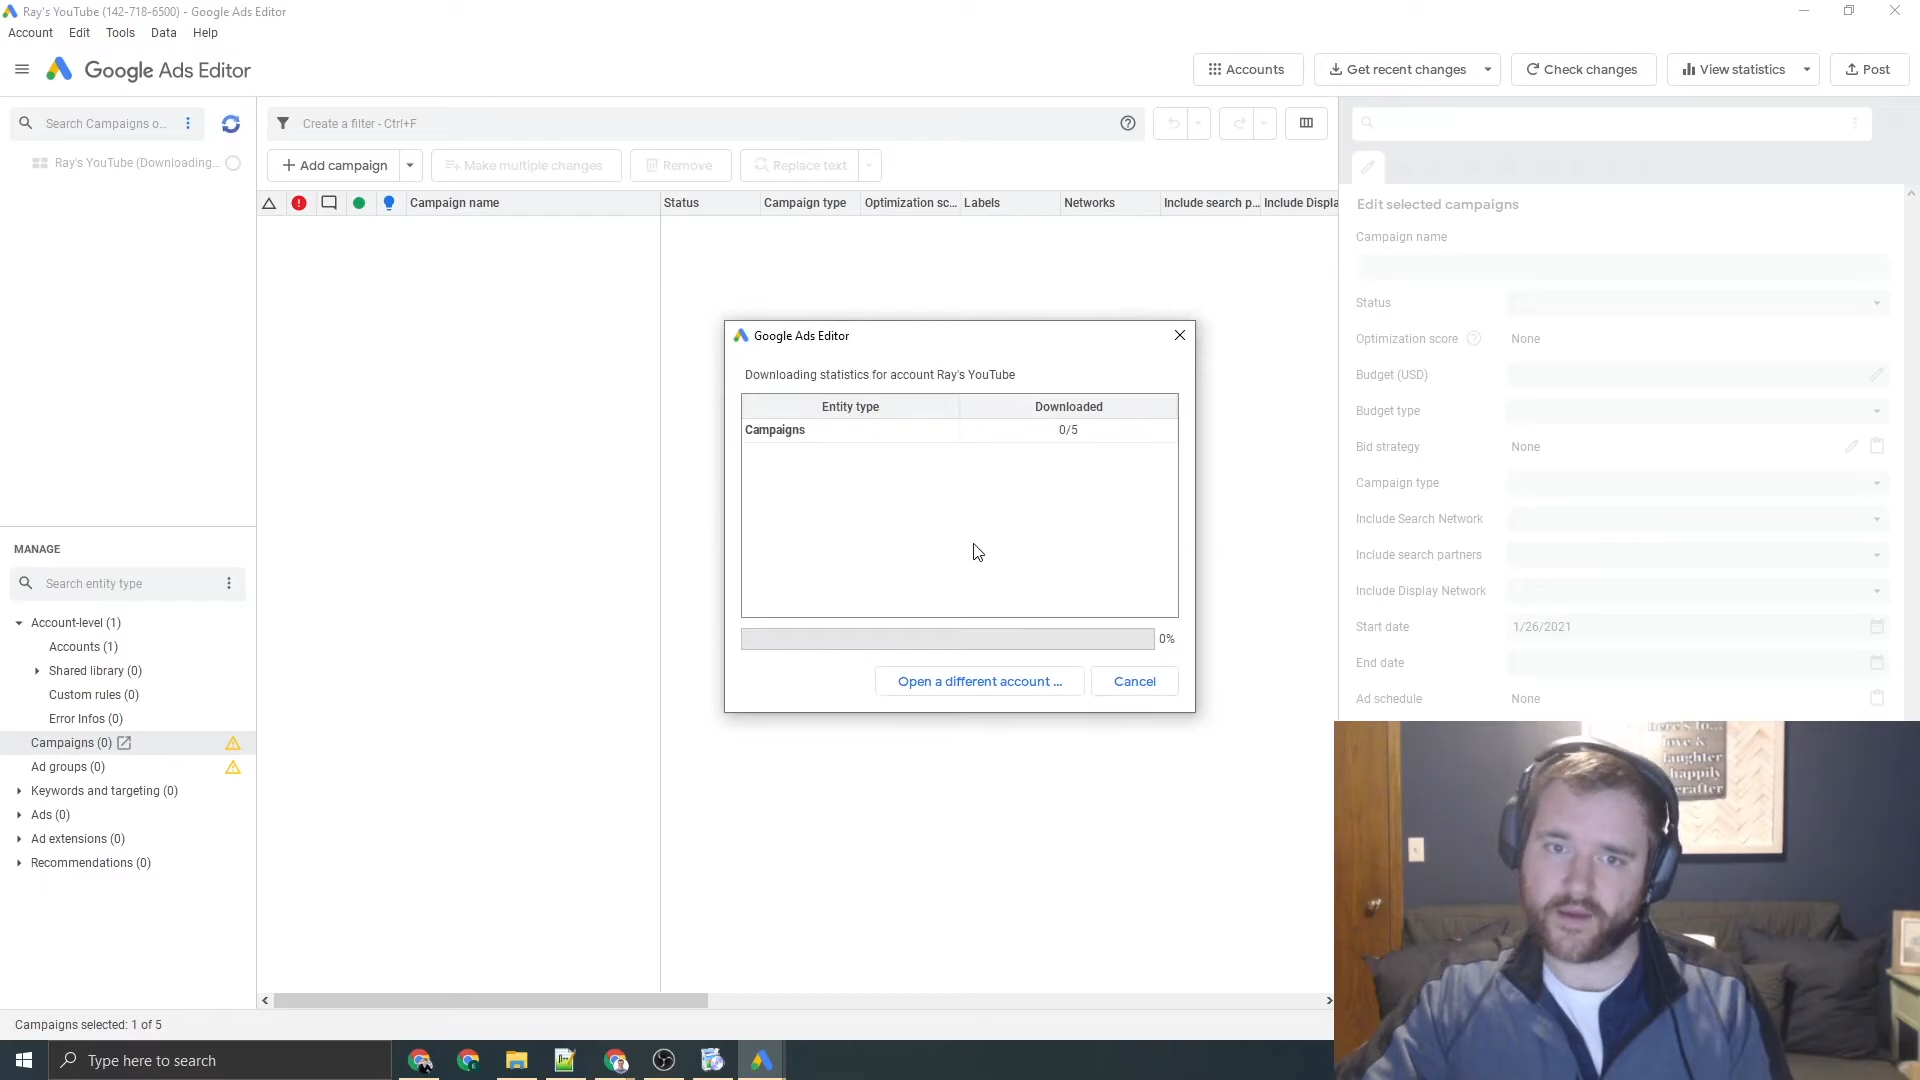 Ray's YouTube (142-718-6500) - Google Ads Editor
Account Edit Tools Data Help
Google Ads Editor
Accounts
Get recent changes
Check changes
View statistics
Post
Search Campaigns o...
Create a filter - Ctrl+F
Ray's YouTube (Downloading...
Add campaign
Make multiple changes
Remove
Replace text
Campaign name
Status
Campaign type
Optimization sc...
Labels
Networks
Include search p...
Include Displa
Google Ads Editor
Downloading statistics for account Ray's YouTube
Entity type Downloaded
Campaigns 0/5
0%
Open a different account ...
Cancel
Edit selected campaigns
Campaign name
Status
Optimization score None
Budget (USD)
Budget type
Bid strategy None
Campaign type
Include Search Network
Include search partners
Include Display Network
Start date 1/26/2021
End date
Ad schedule None
MANAGE
Search entity type
Account-level (1)
Accounts (1)
Shared library (0)
Custom rules (0)
Error Infos (0)
Campaigns (0)
Ad groups (0)
Keywords and targeting (0)
Ads (0)
Ad extensions (0)
Recommendations (0)
Campaigns selected: 1 of 5
Type here to search
here's to...
love &
laughter
happily